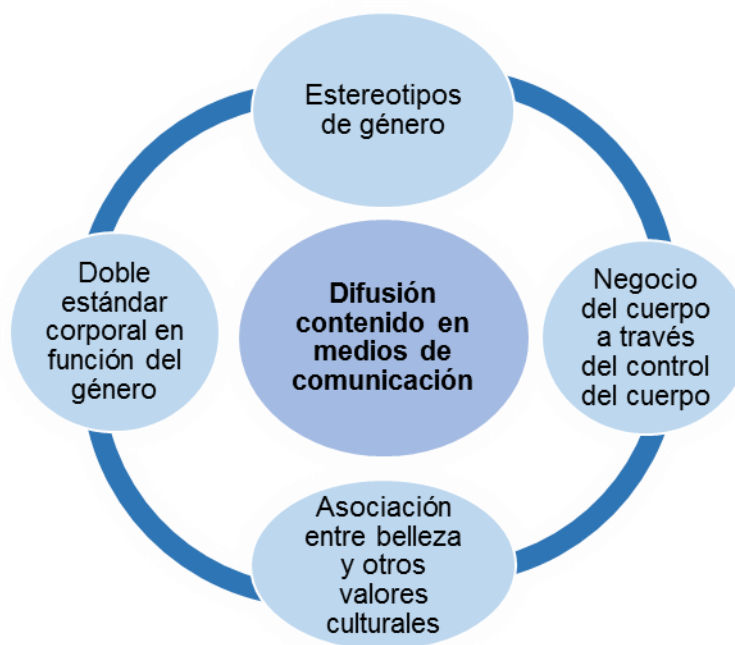 Estereotipos
de género
Doble
estándar
corporal en
función del
género
Difusión
contenido en
medios de
comunicación
Negocio
del cuerpo
a través
del control
del cuerpo
Asociación
entre belleza
y otros
valores
culturales